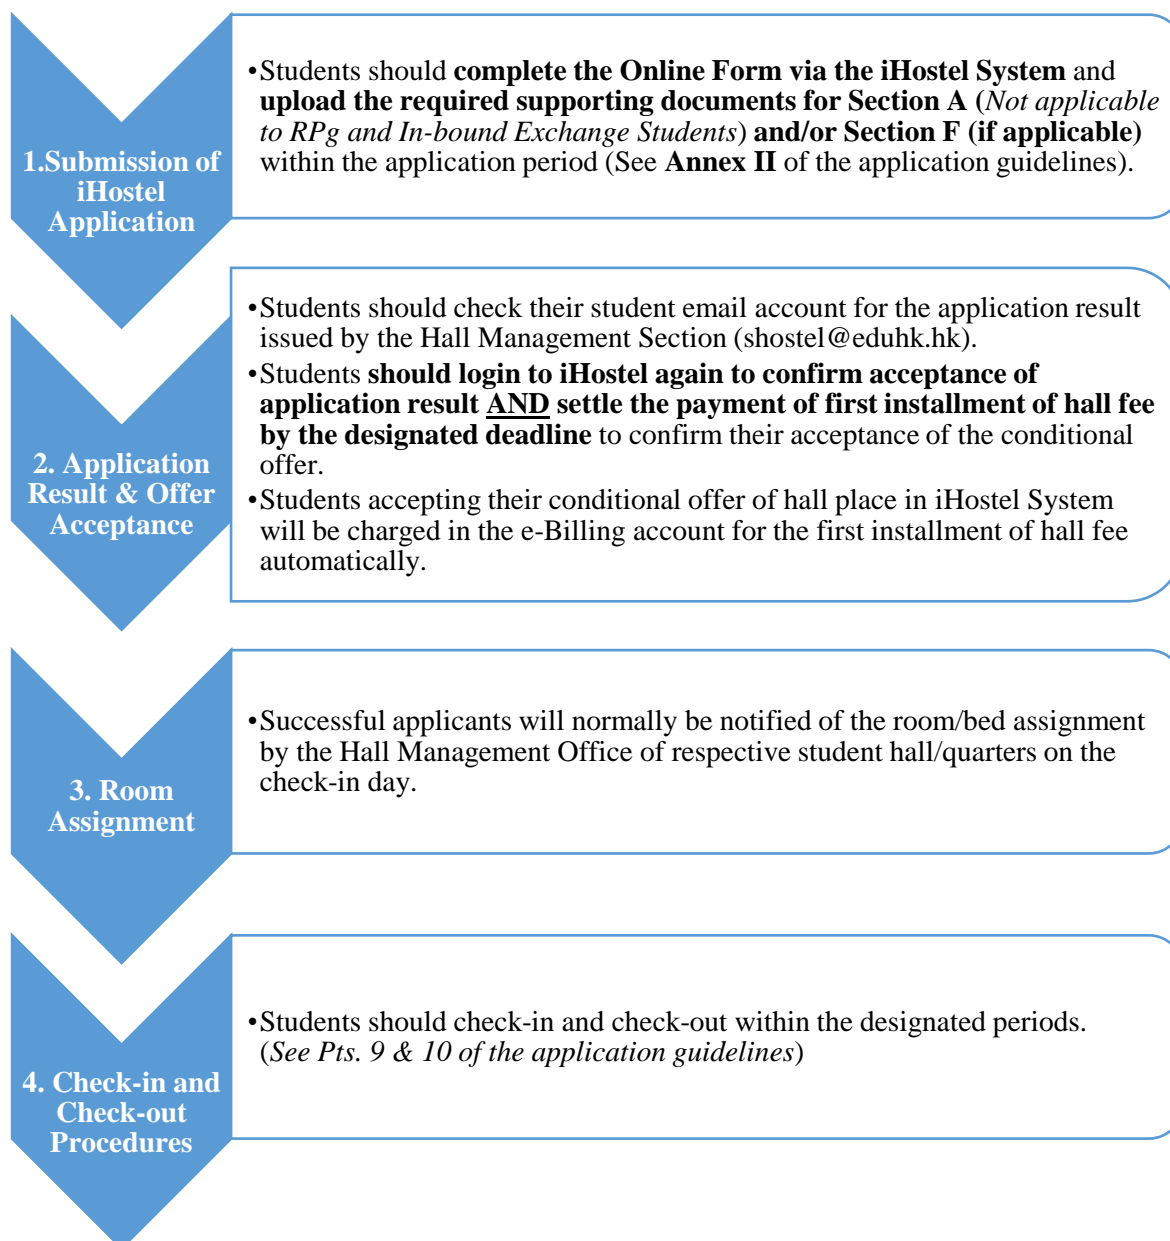 1.Submission of
iHostel
Application
•Students should complete the Online Form via the iHostel System and
upload the required supporting documents for Section A (Not applicable
to RPg and In-bound Exchange Students) and/or Section F (if applicable)
within the application period (See Annex II of the application guidelines).
2. Application
Result & Offer
Acceptance
•Students should check their student email account for the application result
issued by the Hall Management Section (shostel@eduhk.hk).
•Students should login to iHostel again to confirm acceptance of
application result AND settle the payment of first installment of hall fee
by the designated deadline to confirm their acceptance of the conditional
offer.
•Students accepting their conditional offer of hall place in iHostel System
will be charged in the e-Billing account for the first installment of hall fee
automatically.
3. Room
Assignment
•Successful applicants will normally be notified of the room/bed assignment
by the Hall Management Office of respective student hall/quarters on the
check-in day.
4. Check-in and
Check-out
Procedures
•Students should check-in and check-out within the designated periods.
(See Pts. 9 & 10 of the application guidelines)